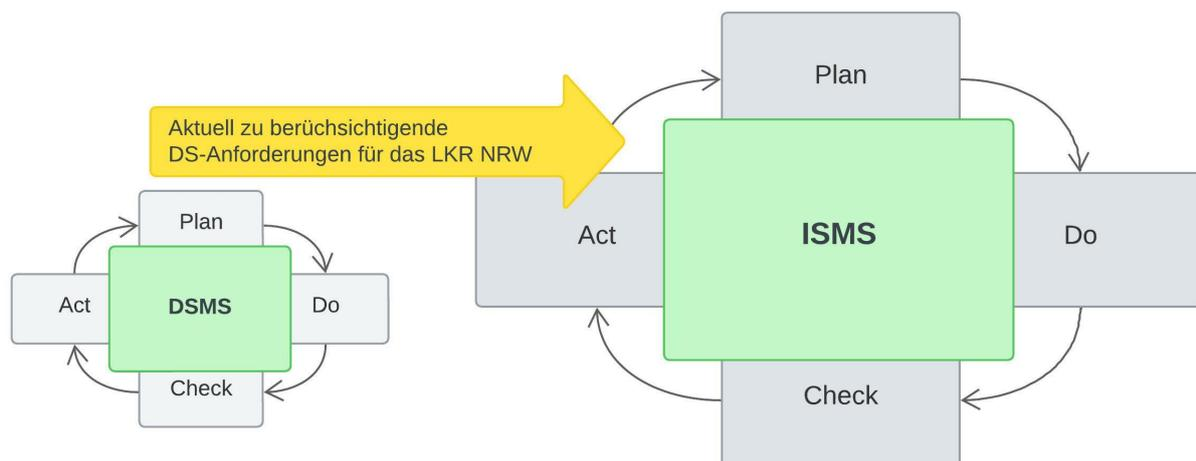 Plan
Aktuell zu berüchsichtigende
DS-Anforderungen für das LKR NRW
Act
ISMS
Do
Check
Plan
Act
DSMS
Do
Check